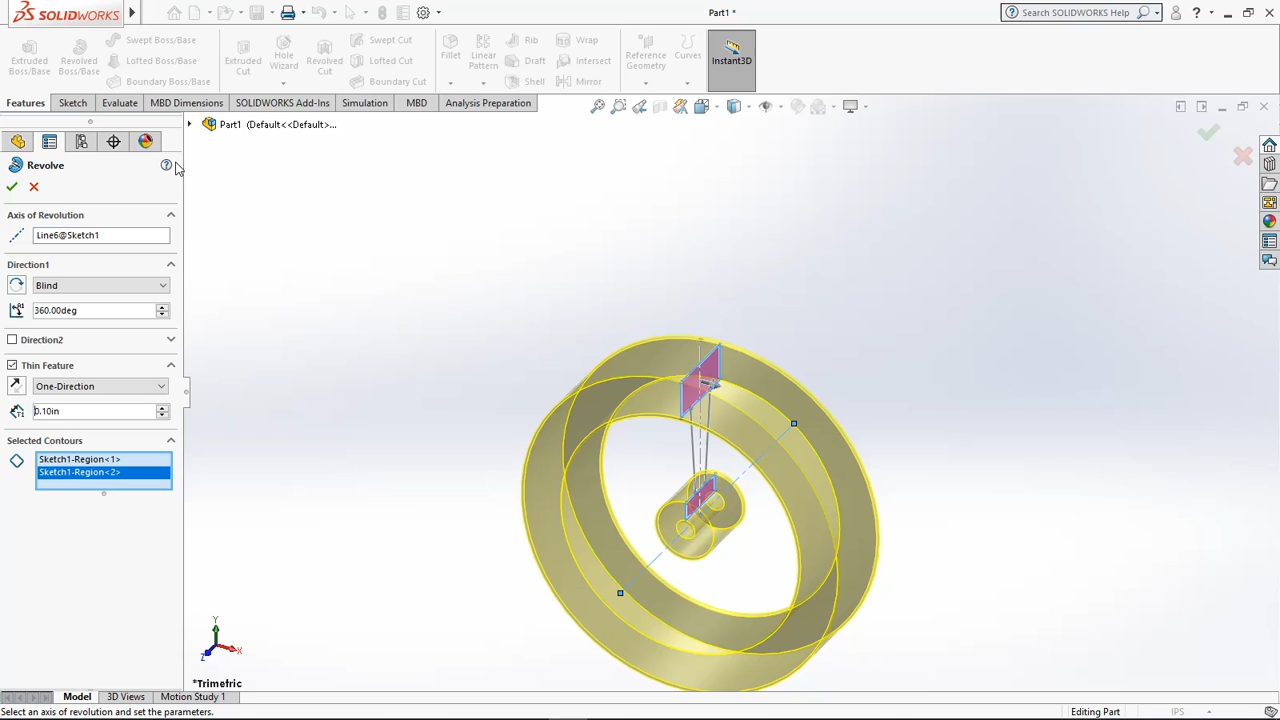 SOLIDWORKS
Part1 *
Search SOLIDWORKS Help
Extruded Boss/Base
Revolved Boss/Base
Swept Boss/Base
Lofted Boss/Base
Boundary Boss/Base
Extruded Cut
Hole Wizard
Revolved Cut
Swept Cut
Lofted Cut
Boundary Cut
Fillet
Linear Pattern
Rib
Draft
Shell
Wrap
Intersect
Mirror
Reference Geometry
Curves
Instant3D
Features
Sketch
Evaluate
MBD Dimensions
SOLIDWORKS Add-Ins
Simulation
MBD
Analysis Preparation
Part1 (Default<<Default>...
Revolve
Axis of Revolution
Line6@Sketch1
Direction1
Blind
360.00deg
Direction2
Thin Feature
One-Direction
0.10in
Selected Contours
Sketch1-Region<1>
Sketch1-Region<2>
Y
X
Z
*Trimetric
Model
3D Views
Motion Study 1
Select an axis of revolution and set the parameters.
Editing Part
IPS